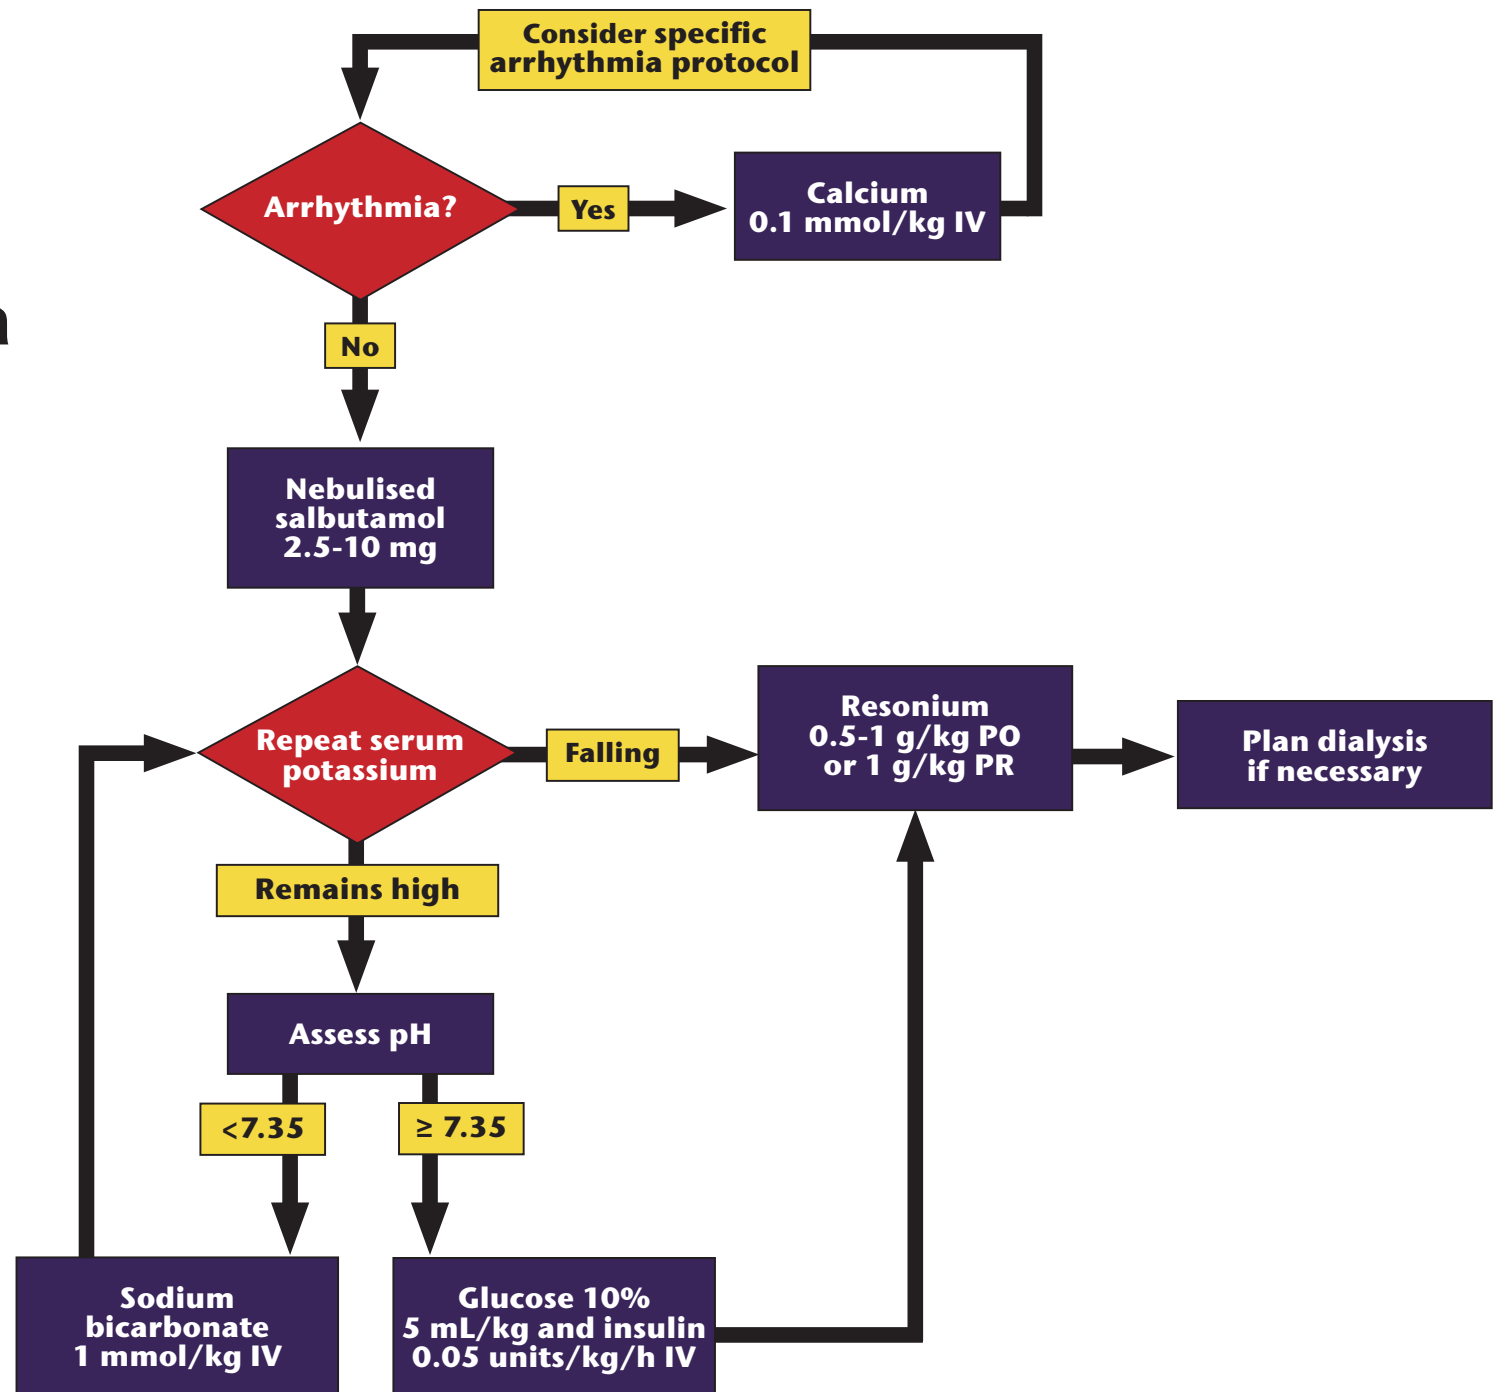 Consider specific
arrhythmia protocol
Arrhythmia?
Yes
Calcium
0.1 mmol/kg IV
No
Nebulised
salbutamol
2.5-10 mg
Repeat serum
potassium
Falling
Resonium
0.5-1 g/kg PO
or 1 g/kg PR
Plan dialysis
if necessary
Remains high
Assess pH
<7.35
≥ 7.35
Sodium
bicarbonate
1 mmol/kg IV
Glucose 10%
5 mL/kg and insulin
0.05 units/kg/h IV